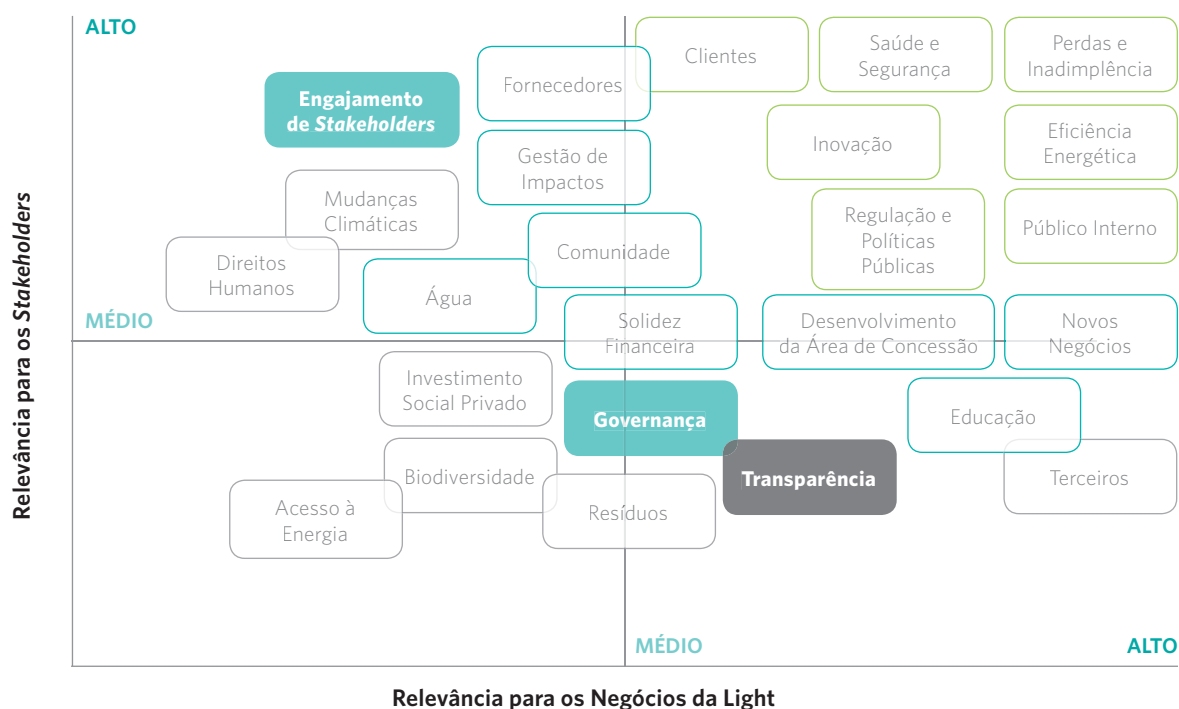 ALTO
Clientes
Saúde e
Segurança
Perdas e
Inadimplência
Fornecedores
Engajamento
de Stakeholders
Inovação
Eficiência
Energética
Gestão de
Impactos
Mudanças
Climáticas
Regulação e
Políticas
Públicas
Público Interno
Comunidade
Direitos
Humanos
Água
MÉDIO
Solidez
Financeira
Desenvolvimento
da Área de Concessão
Novos
Negócios
Investimento
Social Privado
Governança
Educação
Biodiversidade
Transparência
Terceiros
Acesso à
Energia
Resíduos
MÉDIO
ALTO
Relevância para os Stakeholders
Relevância para os Negócios da Light